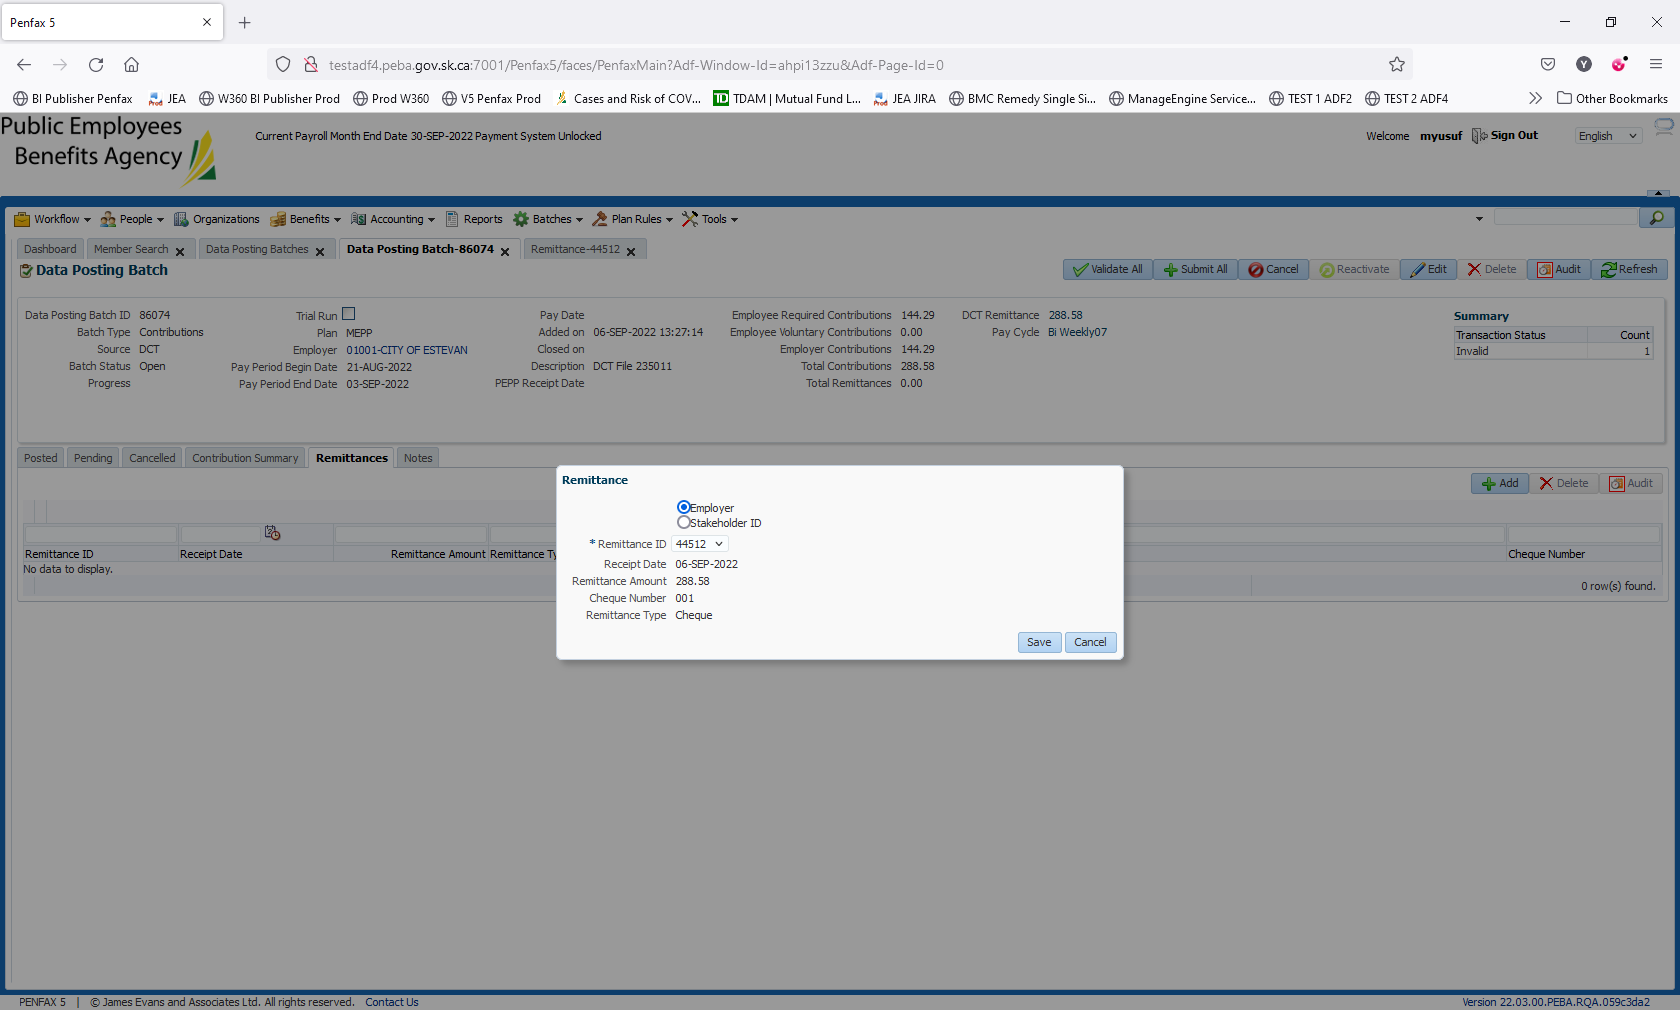 Penfax 5
testadf4.peba.gov.sk.ca:7001/Penfax5/faces/PenfaxMain?Adf-Window-Id=ahpi13zzu&Adf-Page-Id=0
BI Publisher Penfax JEA W360 BI Publisher Prod Prod W360 V5 Penfax Prod Cases and Risk of COV... TDAM | Mutual Fund L... JEA JIRA BMC Remedy Single Si... ManageEngine Service... TEST 1 ADF2 TEST 2 ADF4 Other Bookmarks
Public Employees
Benefits Agency
Current Payroll Month End Date 30-SEP-2022 Payment System Unlocked
Welcome myusuf Sign Out English
Workflow People Organizations Benefits Accounting Reports Batches Plan Rules Tools
Dashboard Member Search Data Posting Batches Data Posting Batch-86074 Remittance-44512
Data Posting Batch
Validate All Submit All Cancel Reactivate Edit Delete Audit Refresh
Data Posting Batch ID 86074
Batch Type Contributions
Source DCT
Batch Status Open
Progress
Trial Run
Plan MEPP
Employer 01001-CITY OF ESTEVAN
Pay Period Begin Date 21-AUG-2022
Pay Period End Date 03-SEP-2022
Pay Date
Added on 06-SEP-2022 13:27:14
Closed on
Description DCT File 235011
PEPP Receipt Date
Employee Required Contributions 144.29
Employee Voluntary Contributions 0.00
Employer Contributions 144.29
Total Contributions 288.58
Total Remittances 0.00
DCT Remittance 288.58
Pay Cycle Bi Weekly07
Summary
Transaction Status Count
Invalid 1
Posted Pending Cancelled Contribution Summary Remittances Notes
Add Delete Audit
Remittance ID Receipt Date Remittance Amount Remittance Ty Cheque Number
No data to display.
0 row(s) found.
Remittance
Employer
Stakeholder ID
* Remittance ID 44512
Receipt Date 06-SEP-2022
Remittance Amount 288.58
Cheque Number 001
Remittance Type Cheque
Save Cancel
PENFAX 5 | © James Evans and Associates Ltd. All rights reserved. Contact Us
Version 22.03.00.PEBA.RQA.059c3da2